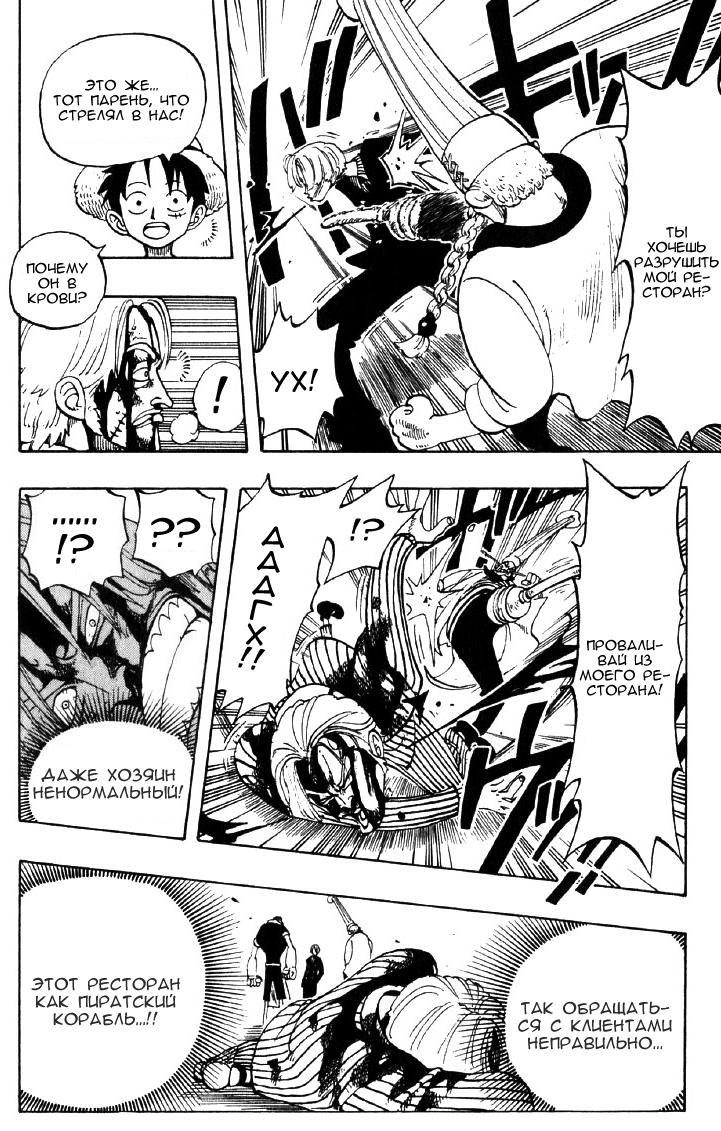 ТЫ
ХОЧЕШЬ
РАЗРУШИТЬ
МОЙ РЕ-
СТОРАН?
УХ!
ЭТО ЖЕ...
ТОТ ПАРЕНЬ, ЧТО
СТРЕЛЯЛ В НАС!
ПОЧЕМУ
ОН В
КРОВИ?
!
ПРОВАЛИ-
ВАЙ ИЗ
МОЕГО РЕ-
СТОРАНА!
!?
АААГХ!!
??
......
!?
ДАЖЕ ХОЗЯИН
НЕНОРМАЛЬНЫЙ!
ТАК ОБРАЩАТЬ-
СЯ С КЛИЕНТАМИ
НЕПРАВИЛЬНО...
ЭТОТ РЕСТОРАН
КАК ПИРАТСКИЙ
КОРАБЛЬ...!!